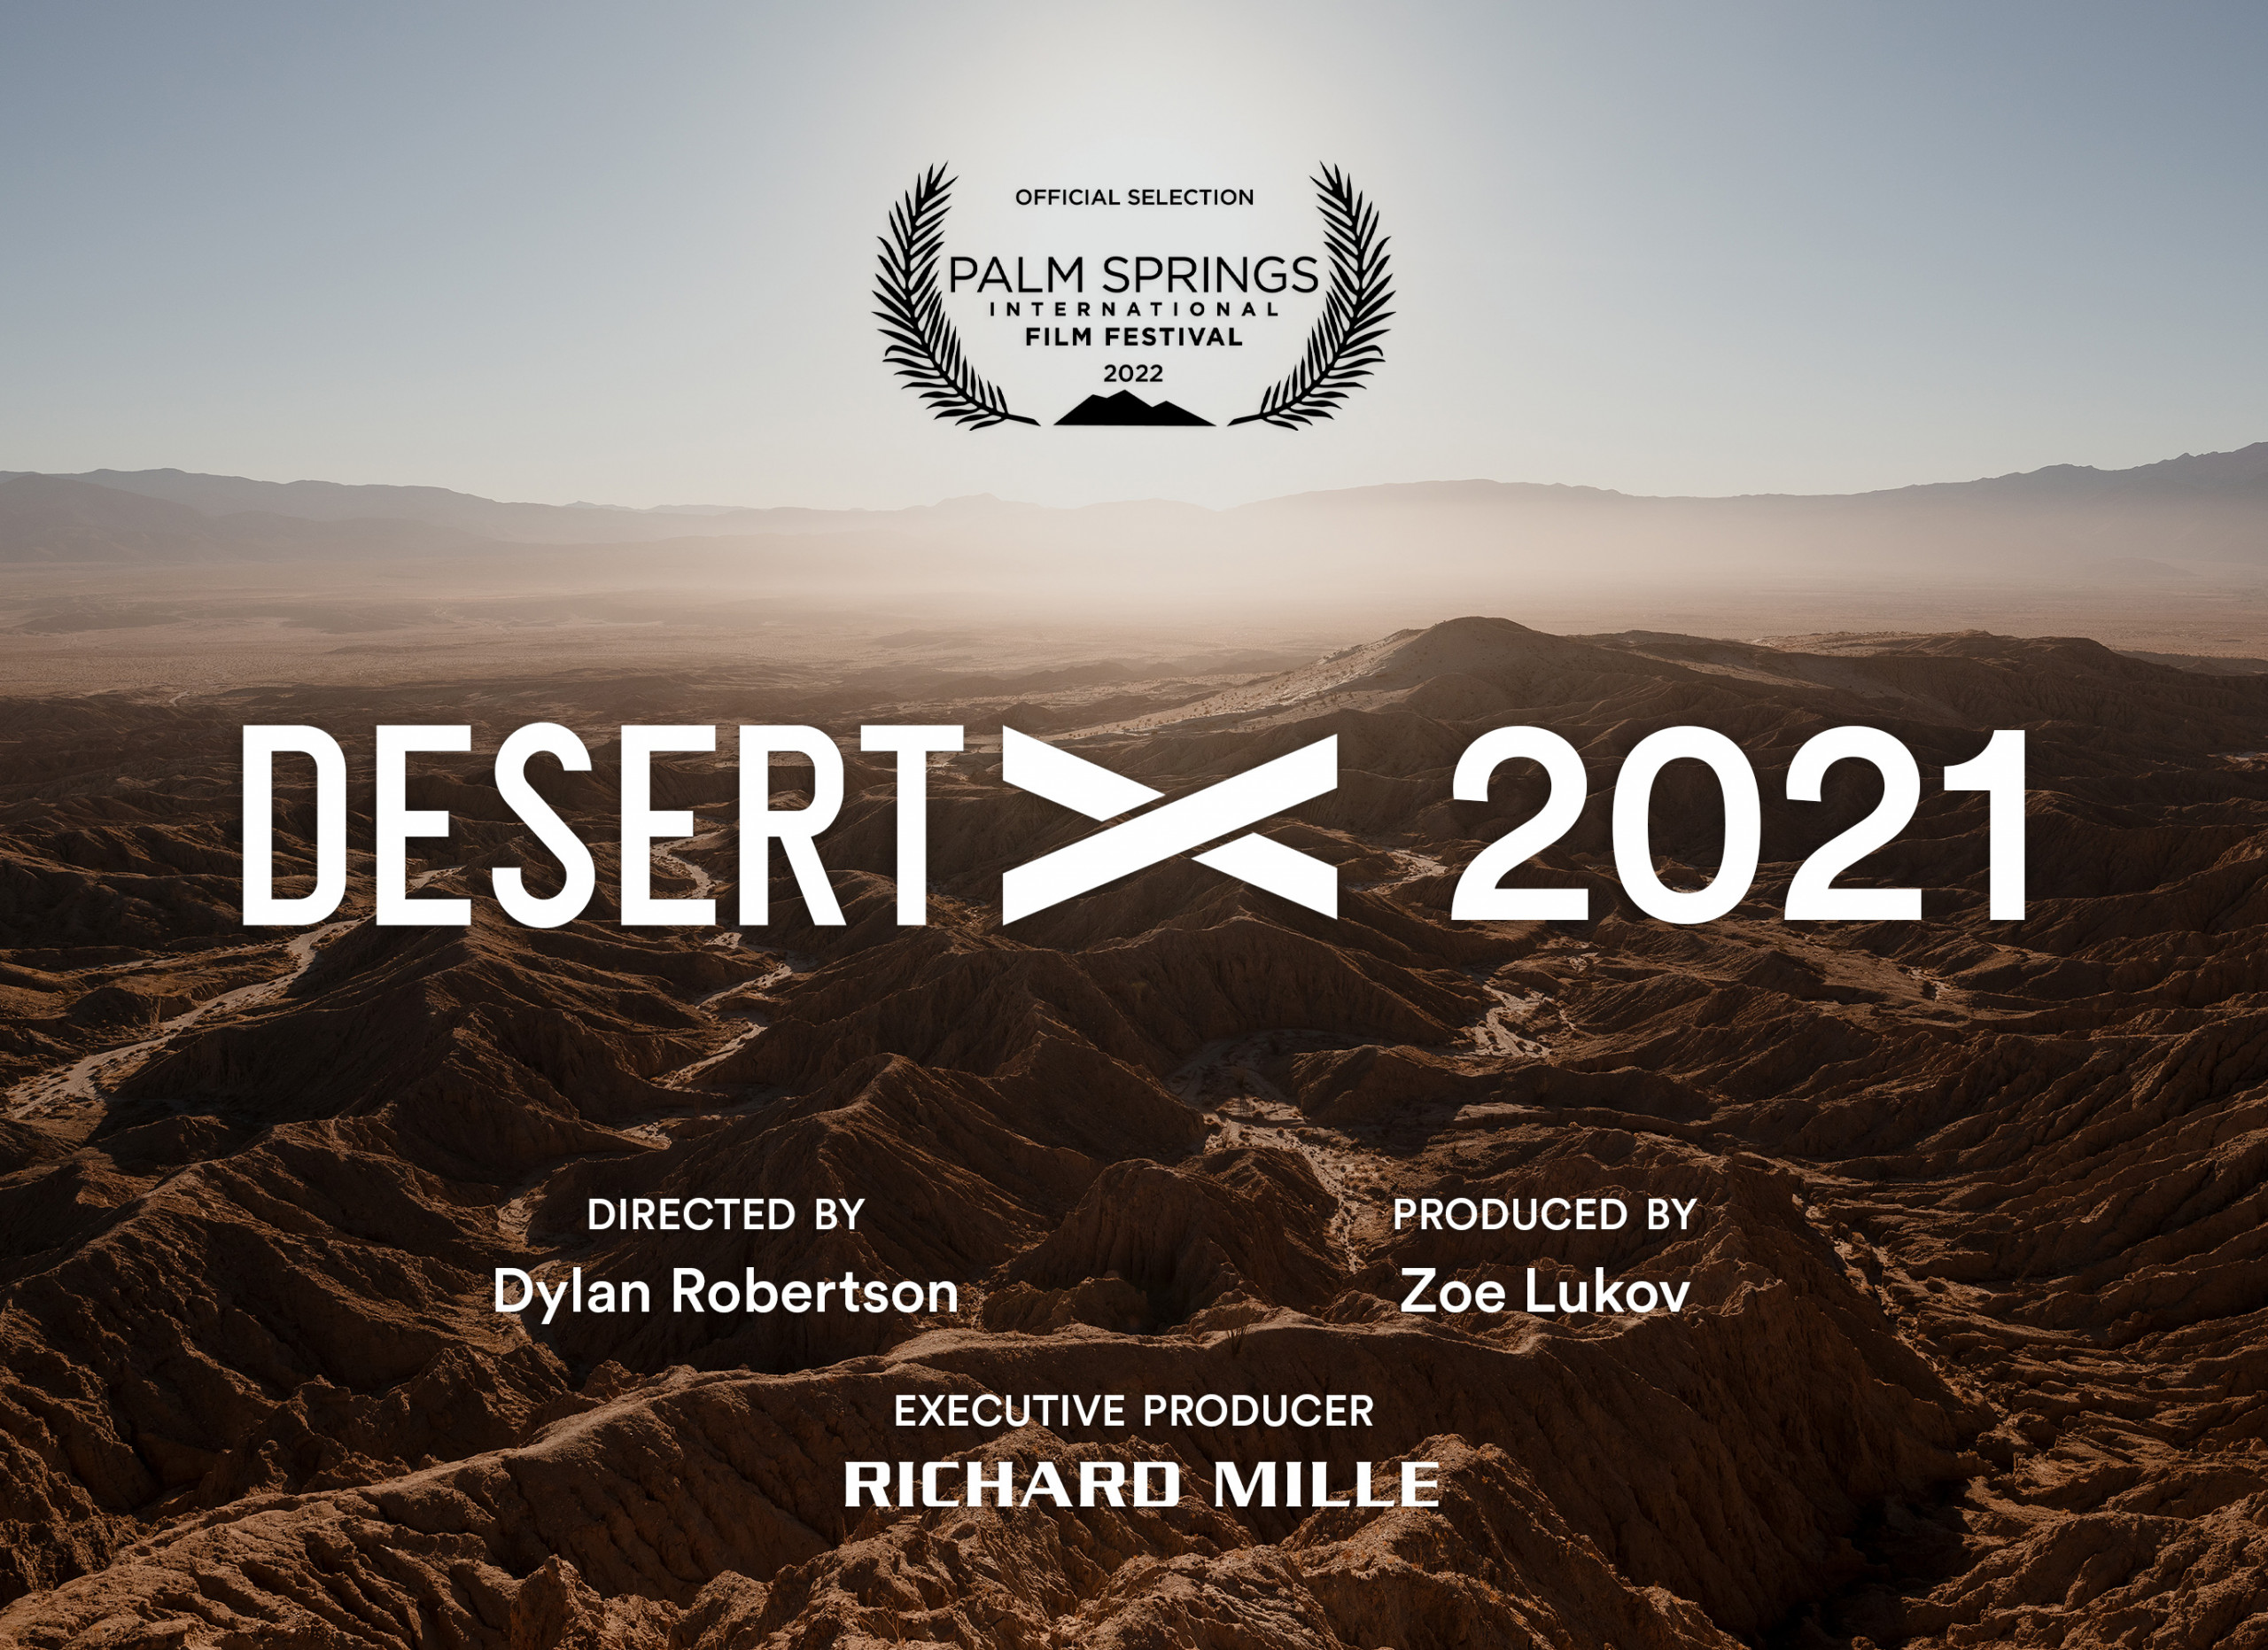 OFFICIAL SELECTION
PALM SPRINGS
INTERNATIONAL
FILM FESTIVAL
2022
DESERT X 2021
DIRECTED BY
Dylan Robertson
PRODUCED BY
Zoe Lukov
EXECUTIVE PRODUCER
RICHARD MILLE